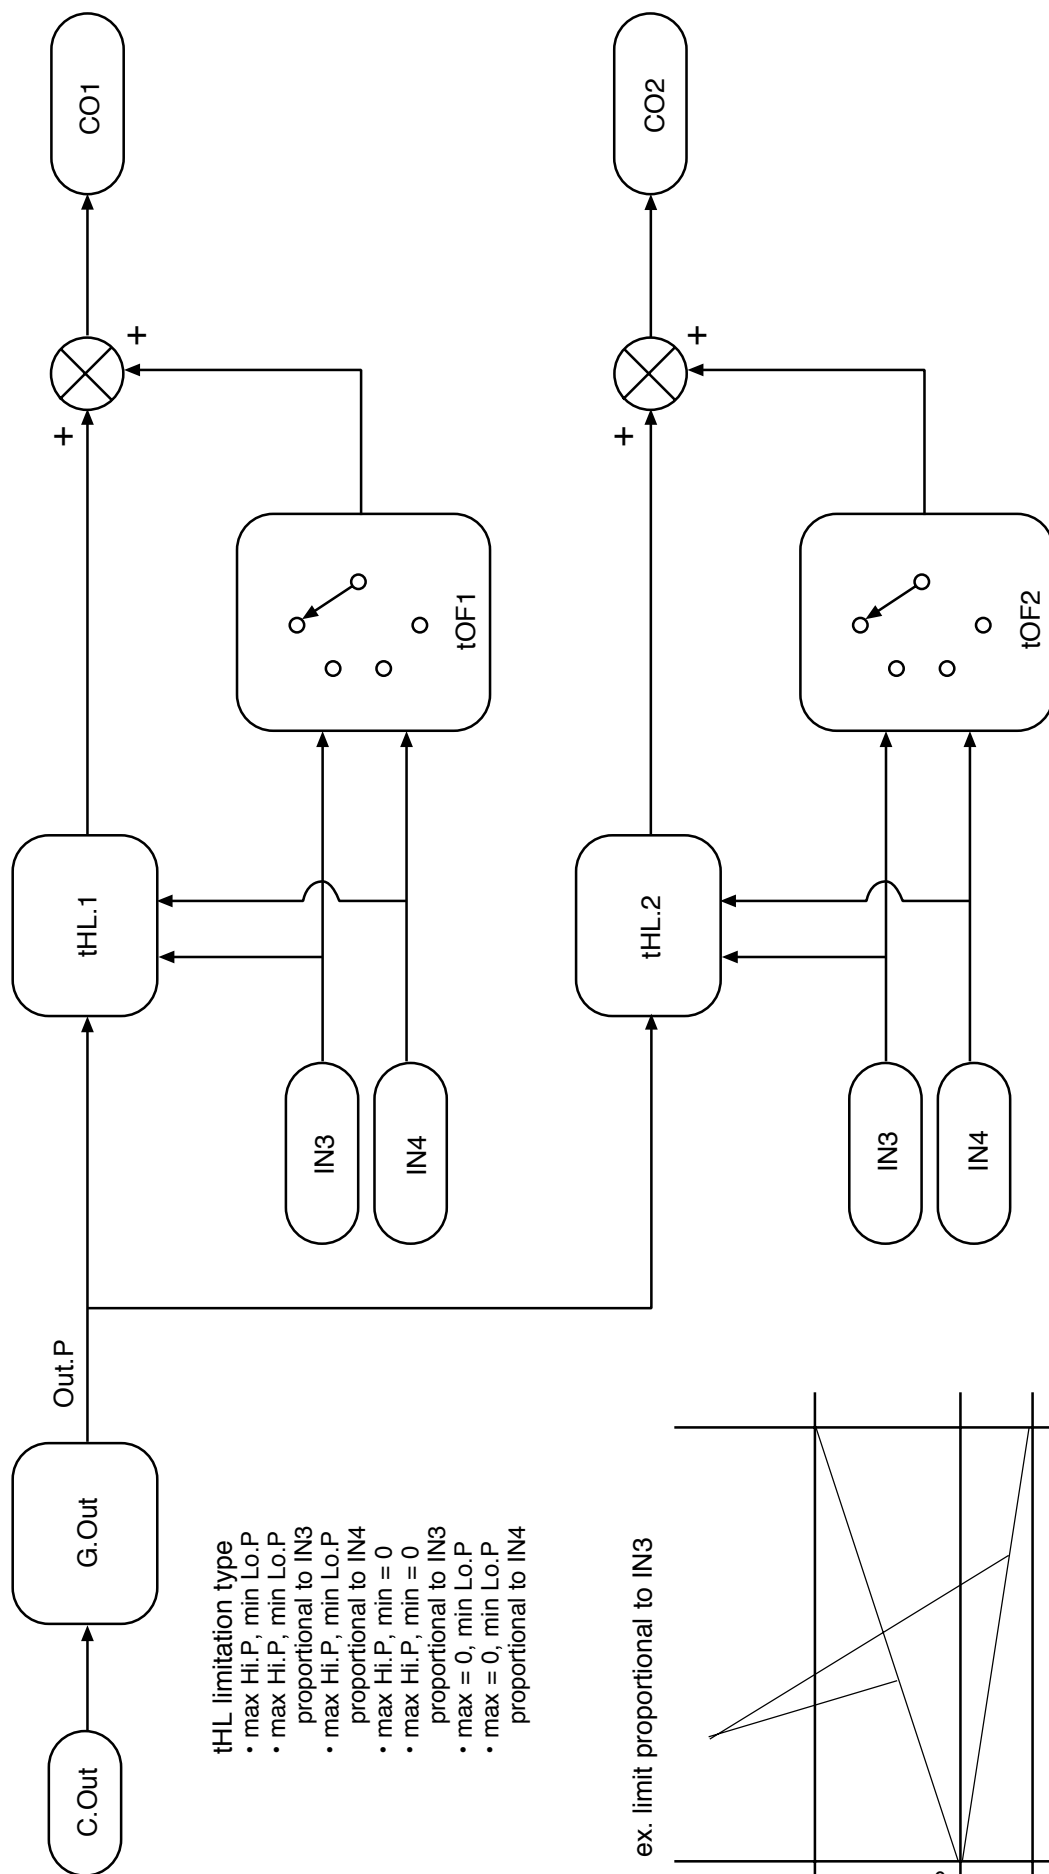 C.Out
G.Out
Out.P
tHL.1
+
+
CO1
IN3
IN4
tOF1
tHL.2
+
+
CO2
IN3
IN4
tOF2
tHL limitation type
• max Hi.P, min Lo.P
• max Hi.P, min Lo.P
proportional to IN3
• max Hi.P, min Lo.P
proportional to IN4
• max Hi.P, min = 0
• max Hi.P, min = 0
proportional to IN3
• max = 0, min Lo.P
• max = 0, min Lo.P
proportional to IN4
ex. limit proportional to IN3